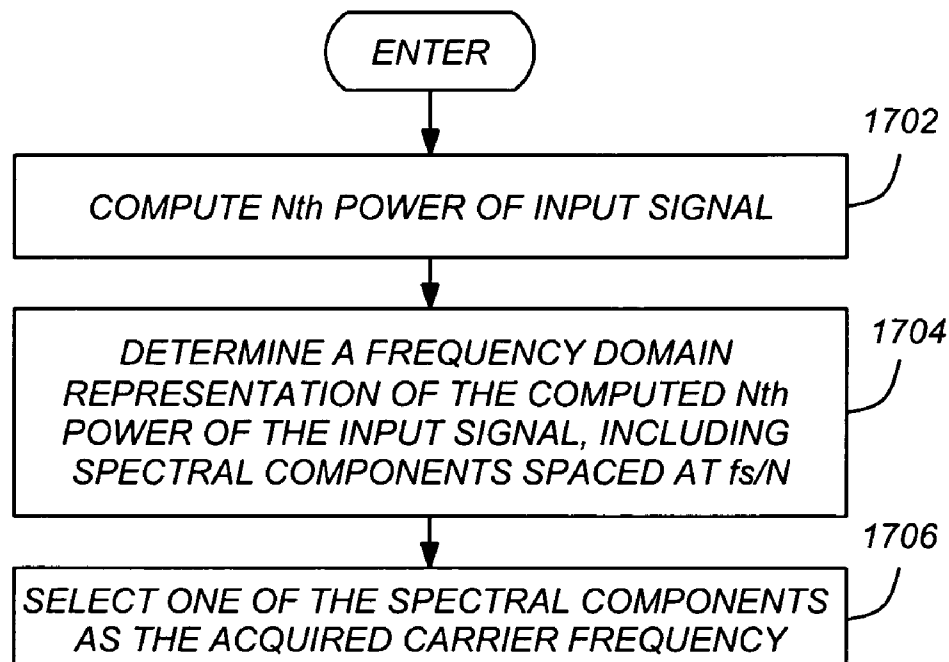 ENTER
1702
COMPUTE Nth POWER OF INPUT SIGNAL
1704
DETERMINE A FREQUENCY DOMAIN
REPRESENTATION OF THE COMPUTED Nth
POWER OF THE INPUT SIGNAL, INCLUDING
SPECTRAL COMPONENTS SPACED AT fs/N
1706
SELECT ONE OF THE SPECTRAL COMPONENTS
AS THE ACQUIRED CARRIER FREQUENCY